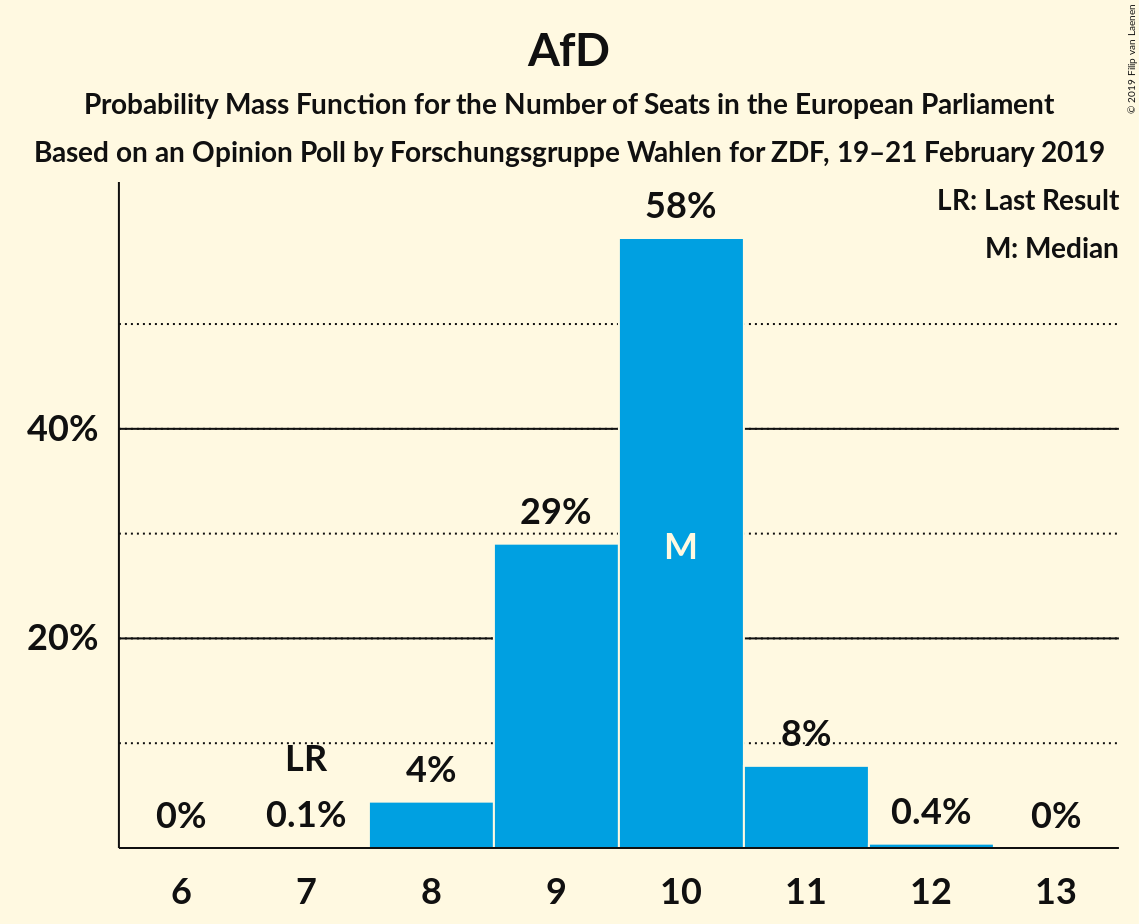 AfD
Probability Mass Function for the Number of Seats in the European Parliament
Based on an Opinion Poll by Forschungsgruppe Wahlen for ZDF, 19–21 February 2019
© 2019 Filip van Laenen
LR: Last Result
M: Median
58%
40%
29%
M
20%
8%
LR
4%
0%
0.1%
0.4%
0%
6 7 8 9 10 11 12 13